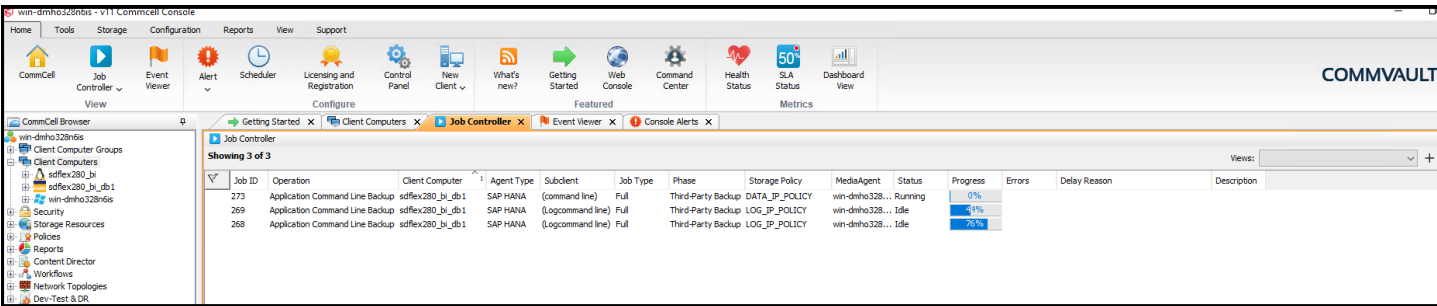 win-dmho328n6is - v11 Commcell Console
Home Tools Storage Configuration Reports View Support
CommCell
Job Controller
Event Viewer
View
Alert
Scheduler
Licensing and Registration
Control Panel
New Client
Configure
What's new?
Getting Started
Web Console
Command Center
Featured
Health Status
50%
SLA Status
Dashboard View
Metrics
COMMVAULT
CommCell Browser
Getting Started Client Computers Job Controller Event Viewer Console Alerts
win-dmho328n6is
Client Computer Groups
Client Computers
sdflex280_bi
sdflex280_bi_db1
win-dmho328n6is
Security
Storage Resources
Policies
Reports
Content Director
Workflows
Network Topologies
Dev-Test & DR
Job Controller
Showing 3 of 3
Views:
Job ID Operation Client Computer 1 Agent Type Subclient Job Type Phase Storage Policy MediaAgent Status Progress Errors Delay Reason Description
273 Application Command Line Backup sdflex280_bi_db1 SAP HANA (command line) Full Third-Party Backup DATA_IP_POLICY win-dmho328... Running 0%
269 Application Command Line Backup sdflex280_bi_db1 SAP HANA (Logcommand line) Full Third-Party Backup LOG_IP_POLICY win-dmho328... Idle 44%
268 Application Command Line Backup sdflex280_bi_db1 SAP HANA (Logcommand line) Full Third-Party Backup LOG_IP_POLICY win-dmho328... Idle 76%